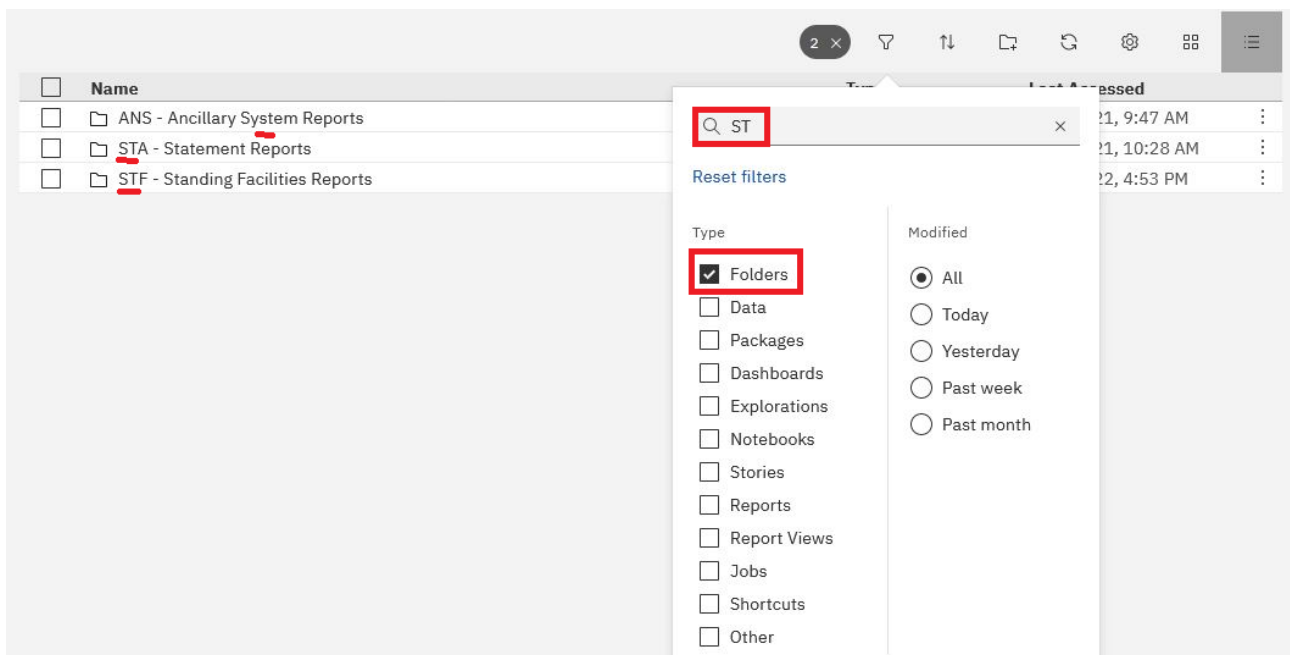 2 ×
Name
ANS - Ancillary System Reports
21, 9:47 AM
STA - Statement Reports
21, 10:28 AM
STF - Standing Facilities Reports
22, 4:53 PM
ST
Reset filters
Type
Modified
Folders
All
Data
Today
Packages
Yesterday
Dashboards
Past week
Explorations
Past month
Notebooks
Stories
Reports
Report Views
Jobs
Shortcuts
Other